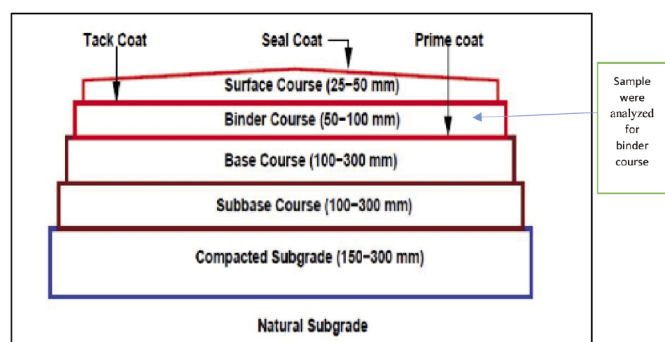 Tack Coat
Seal Coat
Prime coat
Surface Course (25-50 mm)
Binder Course (50-100 mm)
Base Course (100-300 mm)
Subbase Course (100-300 mm)
Compacted Subgrade (150-300 mm)
Natural Subgrade
Sample
were
analyzed
for
binder
course